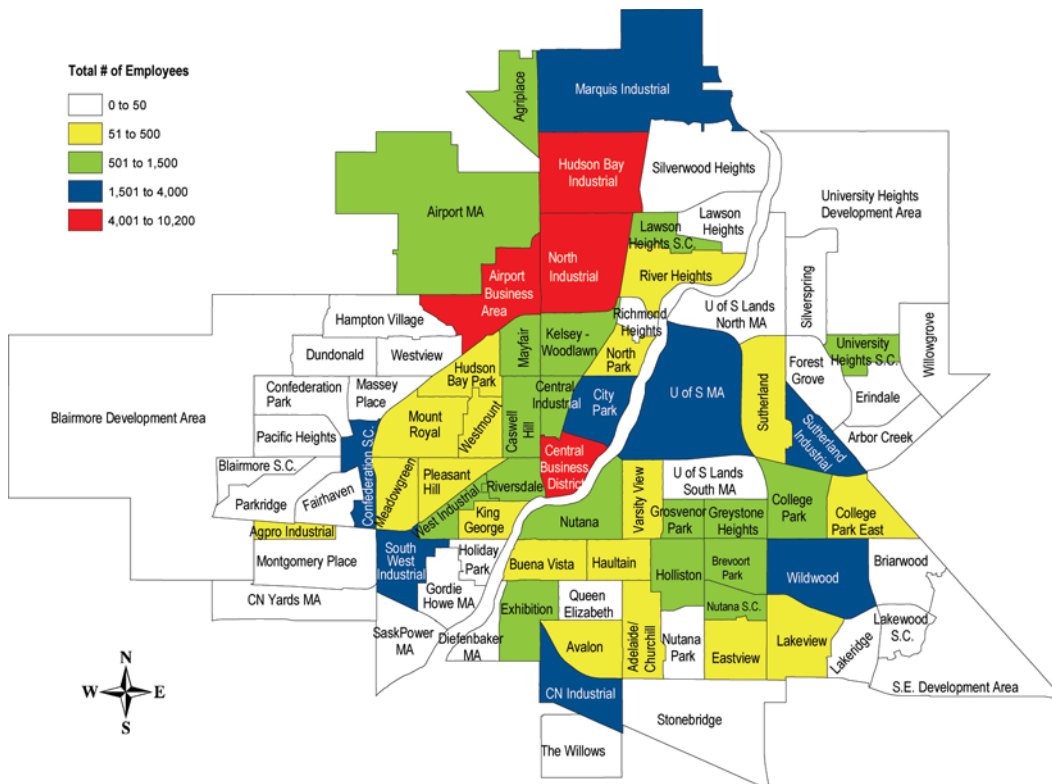 Total # of Employees
0 to 50
51 to 500
501 to 1,500
1,501 to 4,000
4,001 to 10,200
Agriplace
Marquis Industrial
Hudson Bay
Industrial
Silverwood Heights
University Heights
Development Area
Airport MA
Lawson
Heights
Lawson
Heights S.C.
North
Industrial
River Heights
Airport
Business
Area
Silverspring
U of S Lands
North MA
Hampton Village
Richmond
Heights
Mayfair
Kelsey -
Woodlawn
Willowgrove
University
Heights S.C.
Dundonald
Westview
North
Park
Forest
Grove
Hudson
Bay Park
Confederation
Park
Massey
Place
Central
Industrial
City
Park
U of S MA
Sutherland
Erindale
Blairmore Development Area
Mount
Royal
Westmount
Caswell
Hill
Sutherland
Industrial
Arbor Creek
Pacific Heights
Confederation S.C.
Central
Business
District
Blairmore S.C.
Meadowgreen
Pleasant
Hill
Riversdale
U of S Lands
South MA
Parkridge
Fairhaven
West Industrial
King
George
Nutana
Varsity View
Grosvenor
Park
Greystone
Heights
College
Park
College
Park East
Agpro Industrial
Montgomery Place
South
West
Industrial
Holiday
Park
Buena Vista
Haultain
Holliston
Brevoort
Park
Wildwood
Briarwood
CN Yards MA
Gordie
Howe MA
Exhibition
Queen
Elizabeth
Nutana S.C.
Lakewood
S.C.
SaskPower
MA
Diefenbaker
MA
Avalon
Adelaide/
Churchill
Nutana
Park
Eastview
Lakeview
Lakeridge
CN Industrial
S.E. Development Area
Stonebridge
The Willows
N
W
E
S